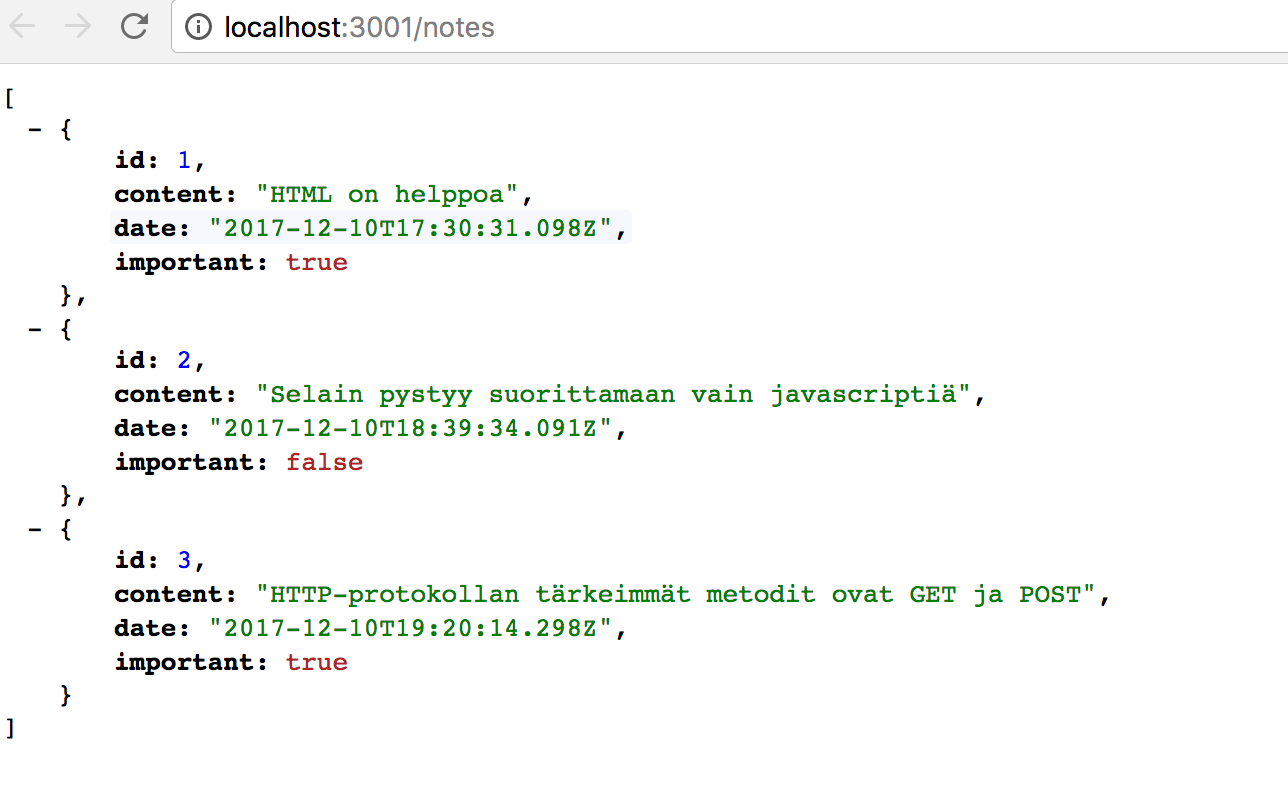 localhost:3001/notes
[
- {
id: 1,
content: "HTML on helppoa",
date: "2017-12-10T17:30:31.098Z",
important: true
},
- {
id: 2,
content: "Selain pystyy suorittamaan vain javascriptiä",
date: "2017-12-10T18:39:34.091Z",
important: false
},
- {
id: 3,
content: "HTTP-protokollan tärkeimmät metodit ovat GET ja POST",
date: "2017-12-10T19:20:14.298Z",
important: true
}
]